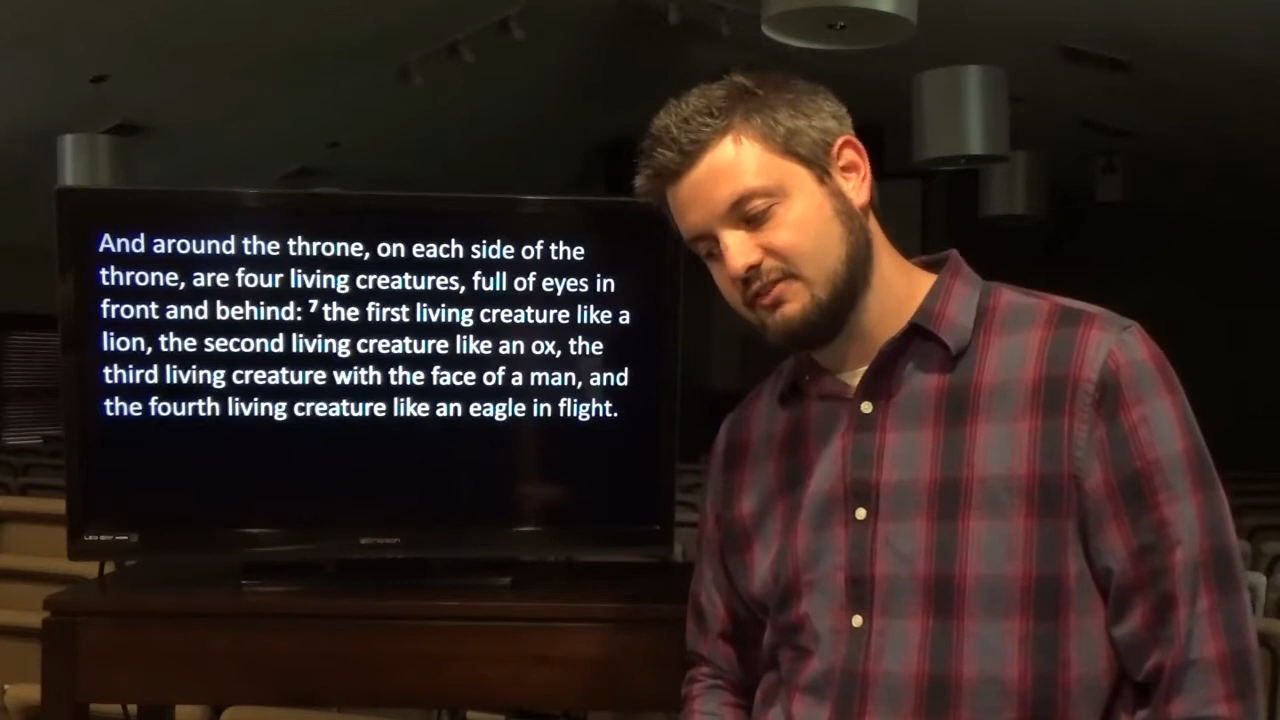 And around the throne, on each side of the
throne, are four living creatures, full of eyes in
front and behind: 7 the first living creature like a
lion, the second living creature like an ox, the
third living creature with the face of a man, and
the fourth living creature like an eagle in flight.
EMERSON